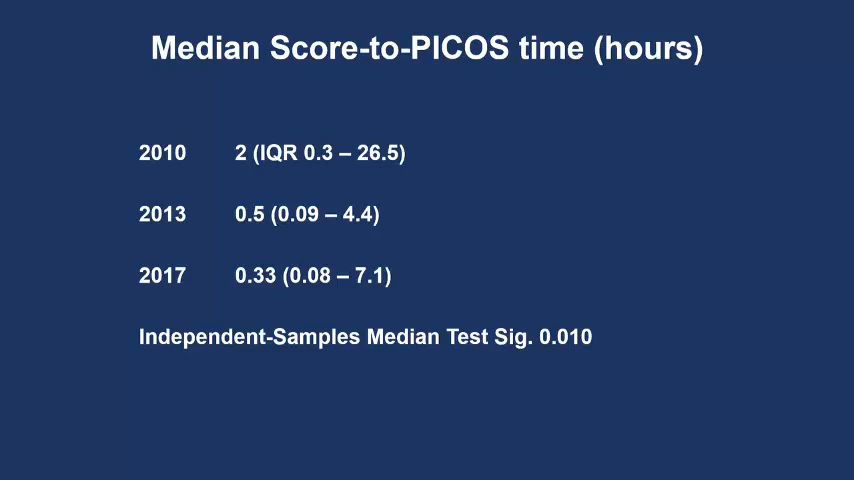 Median Score-to-PICOS time (hours)
2010 2 (IQR 0.3 – 26.5)
2013 0.5 (0.09 – 4.4)
2017 0.33 (0.08 – 7.1)
Independent-Samples Median Test Sig. 0.010